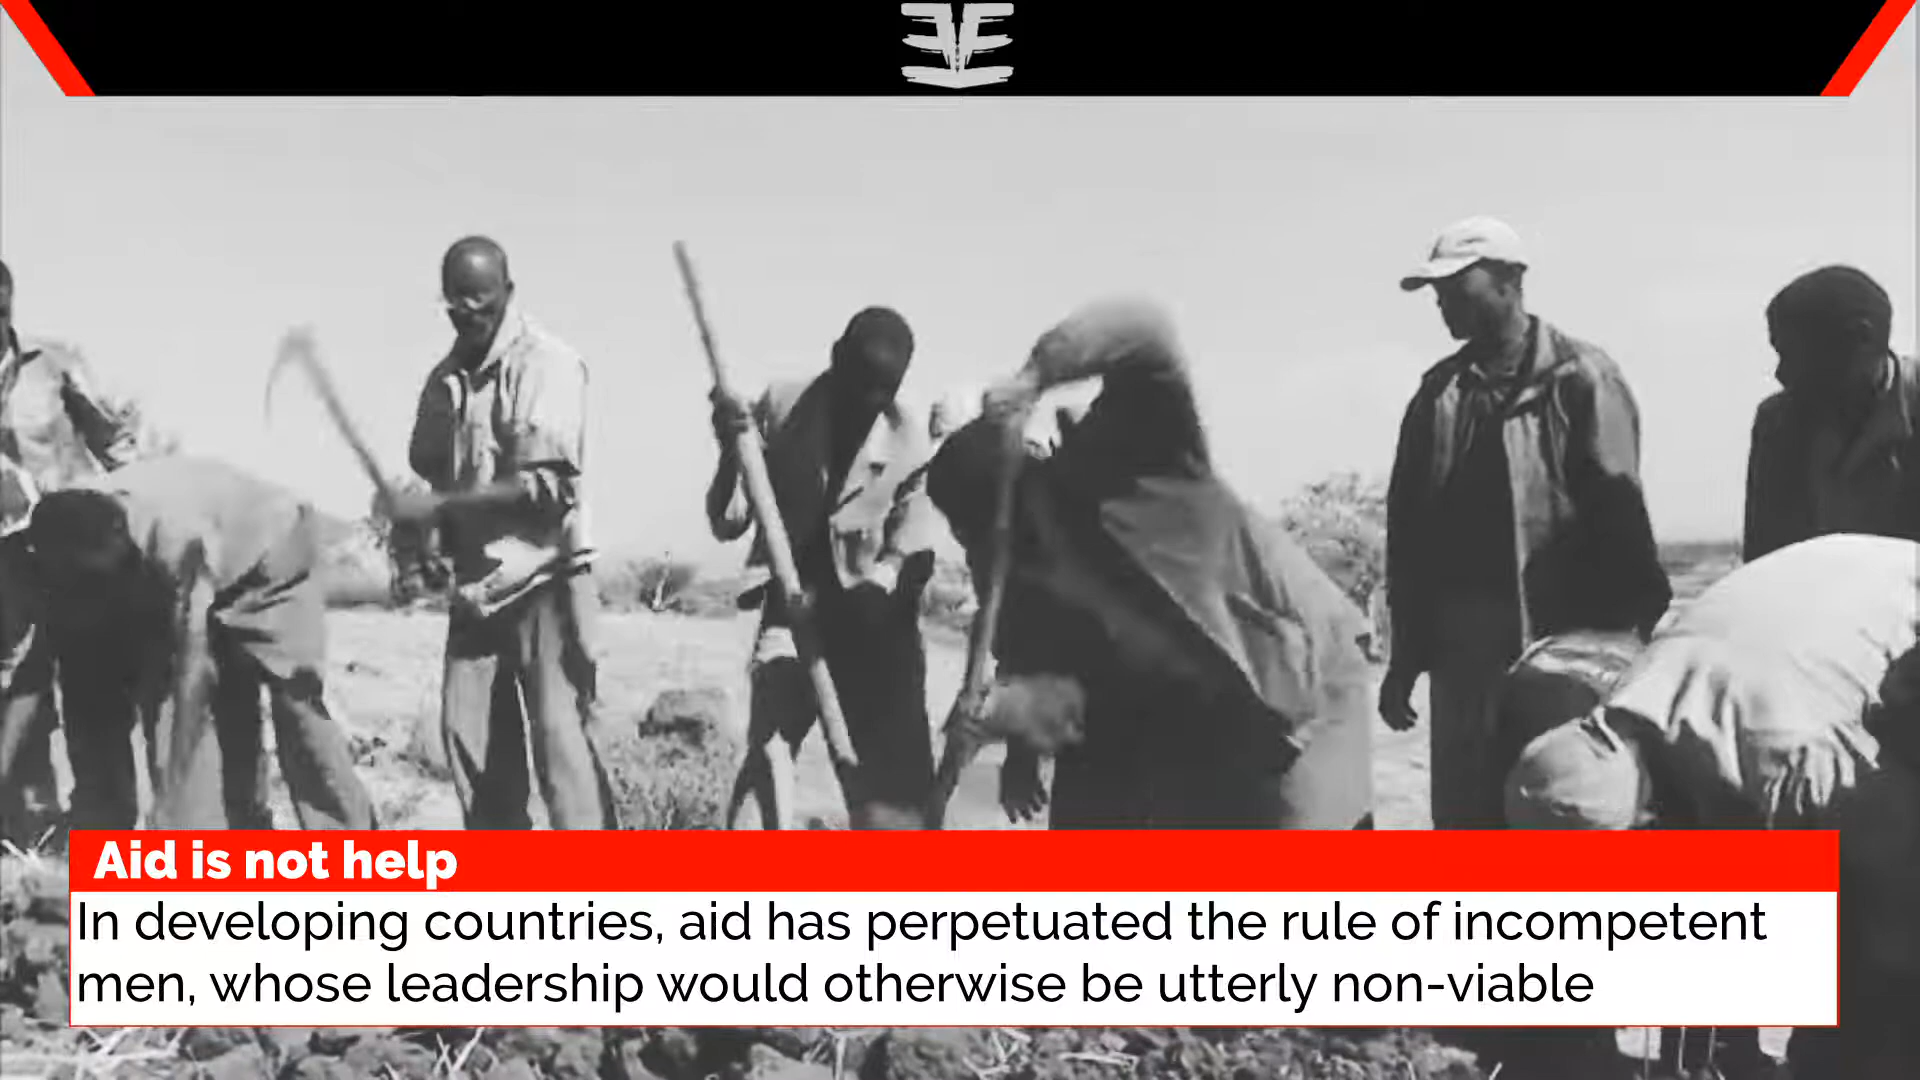 Aid is not help
In developing countries, aid has perpetuated the rule of incompetent
men, whose leadership would otherwise be utterly non-viable